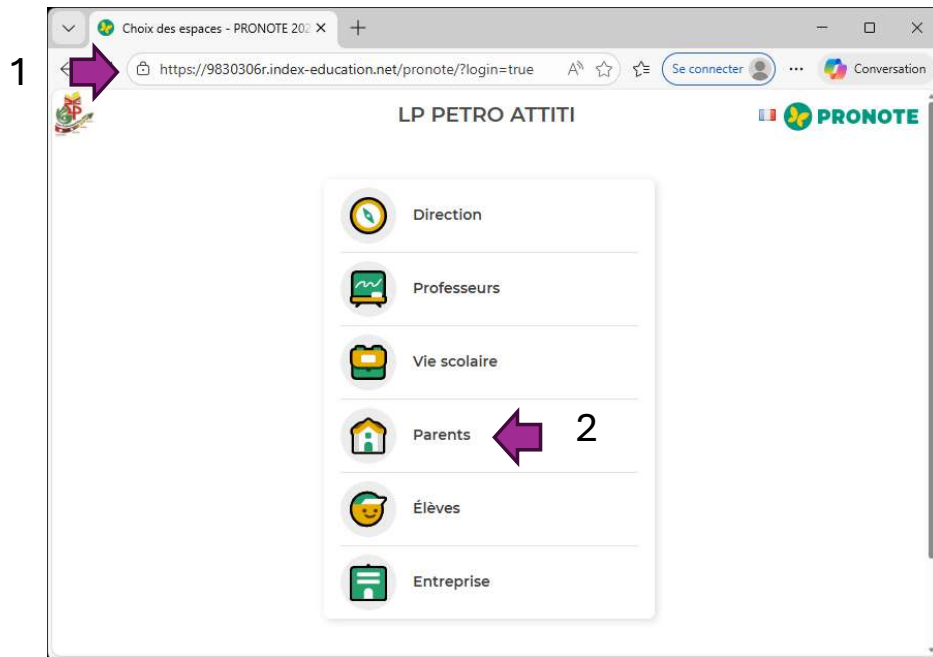 Choix des espaces - PRONOTE 202
1
https://9830306r.index-education.net/pronote/?login=true
Se connecter
Conversation
LP PETRO ATTITI
PRONOTE
Direction
Professeurs
Vie scolaire
Parents
2
Élèves
Entreprise